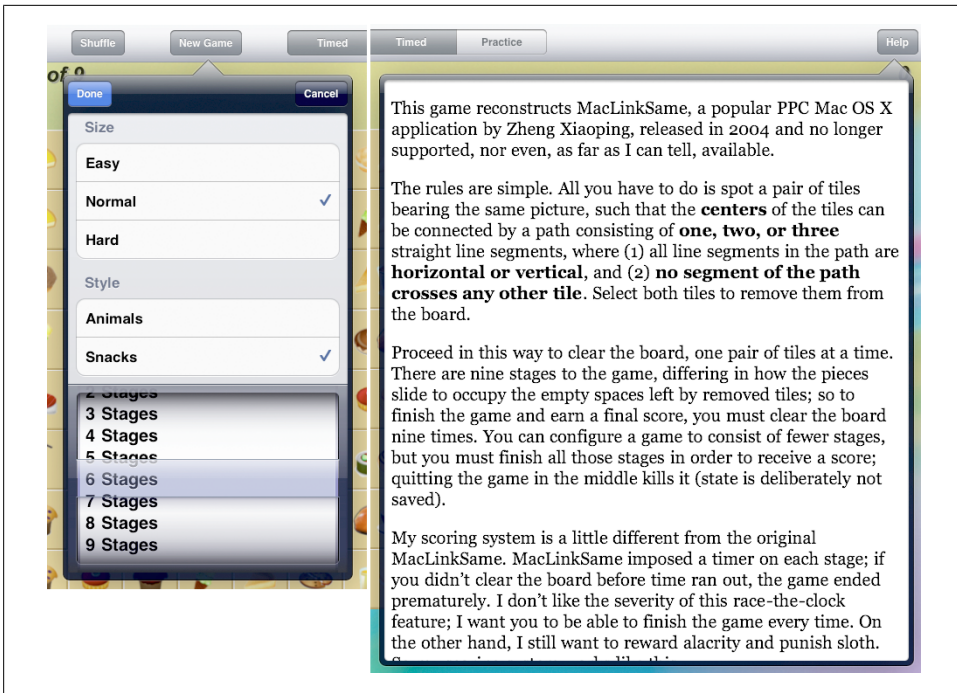 Shuffle
New Game
Timed
of 9
Done
Cancel
Size
Easy
Normal
Hard
Style
Animals
Snacks
2 Stages
3 Stages
4 Stages
5 Stages
6 Stages
7 Stages
8 Stages
9 Stages
Timed
Practice
Help
This game reconstructs MacLinkSame, a popular PPC Mac OS X
application by Zheng Xiaoping, released in 2004 and no longer
supported, nor even, as far as I can tell, available.
The rules are simple. All you have to do is spot a pair of tiles
bearing the same picture, such that the centers of the tiles can
be connected by a path consisting of one, two, or three
straight line segments, where (1) all line segments in the path are
horizontal or vertical, and (2) no segment of the path
crosses any other tile. Select both tiles to remove them from
the board.
Proceed in this way to clear the board, one pair of tiles at a time.
There are nine stages to the game, differing in how the pieces
slide to occupy the empty spaces left by removed tiles; so to
finish the game and earn a final score, you must clear the board
nine times. You can configure a game to consist of fewer stages,
but you must finish all those stages in order to receive a score;
quitting the game in the middle kills it (state is deliberately not
saved).
My scoring system is a little different from the original
MacLinkSame. MacLinkSame imposed a timer on each stage; if
you didn't clear the board before time ran out, the game ended
prematurely. I don't like the severity of this race-the-clock
feature; I want you to be able to finish the game every time. On
the other hand, I still want to reward alacrity and punish sloth.